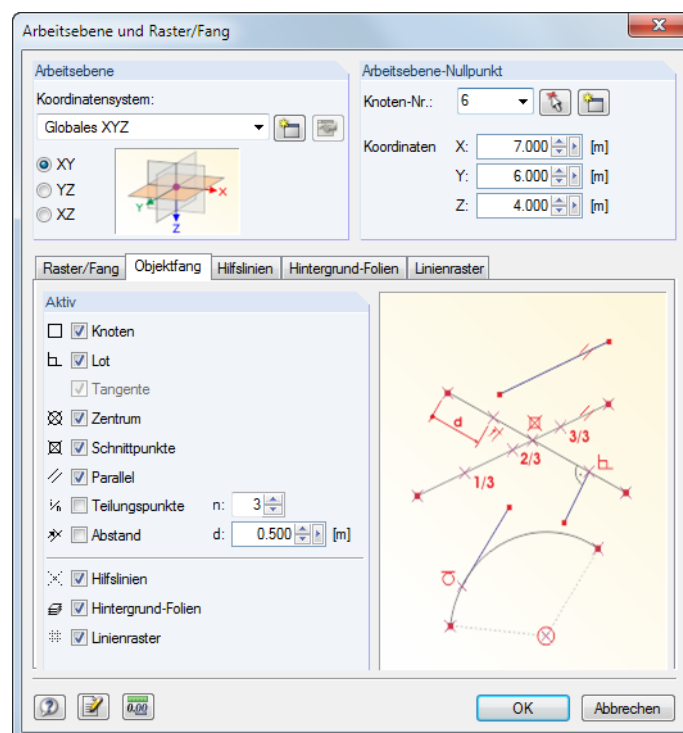 Arbeitsebene und Raster/Fang
Arbeitsebene
Koordinatensystem:
Globales XYZ
XY
YZ
XZ
X
Y
Z
Arbeitsebene-Nullpunkt
Knoten-Nr.: 6
Koordinaten X: 7.000 [m]
Y: 6.000 [m]
Z: 4.000 [m]
Raster/Fang Objektfang Hilfslinien Hintergrund-Folien Linienraster
Aktiv
Knoten
Lot
Tangente
Zentrum
Schnittpunkte
Parallel
1/n Teilungspunkte n: 3
Abstand d: 0.500 [m]
Hilfslinien
Hintergrund-Folien
Linienraster
d
1/3
2/3
3/3
0.00
OK Abbrechen